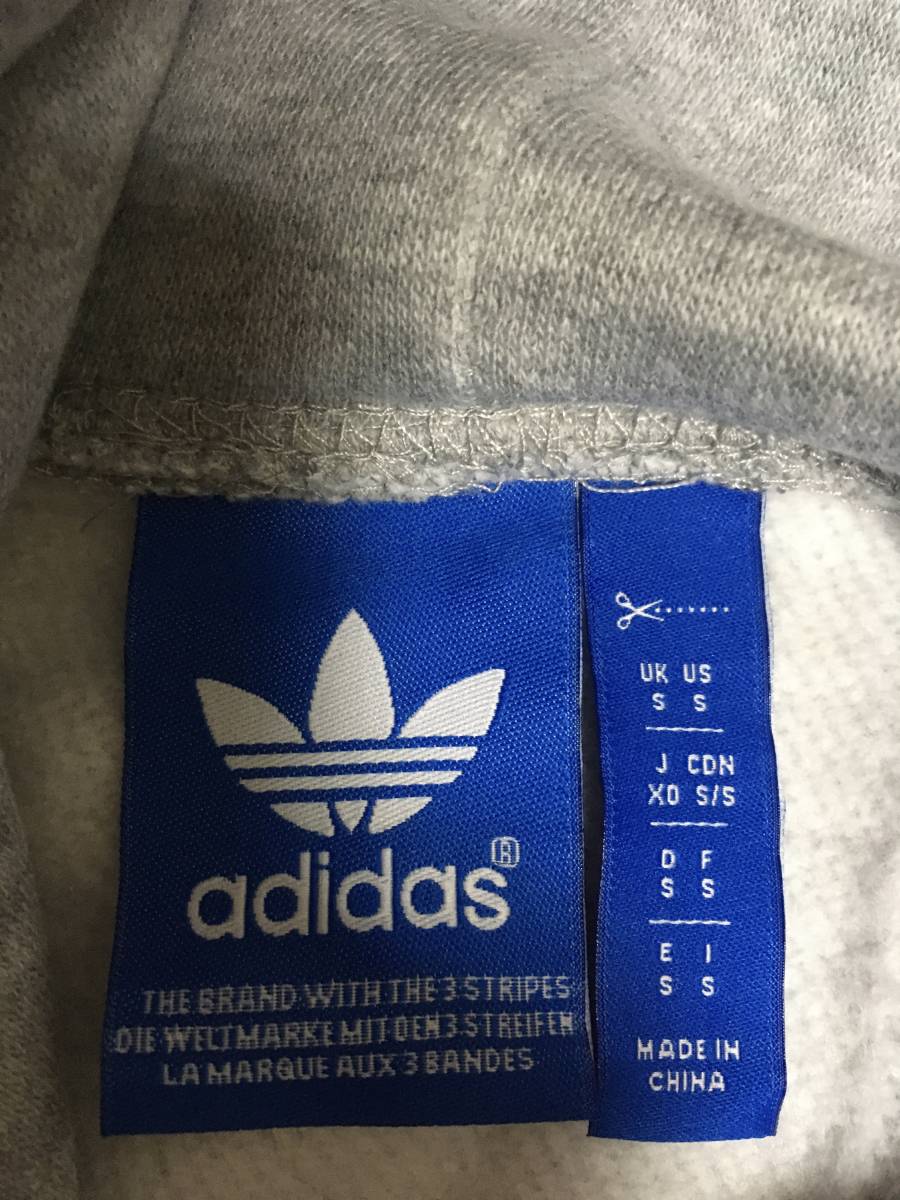 adidas®
THE BRAND WITH THE 3 STRIPES
DIE WELTMARKE MIT DEN 3 STREIFEN
LA MARQUE AUX 3 BANDES
UK US
S S
J CDN
XO S/S
D F
S S
E I
S S
MADE IN
CHINA